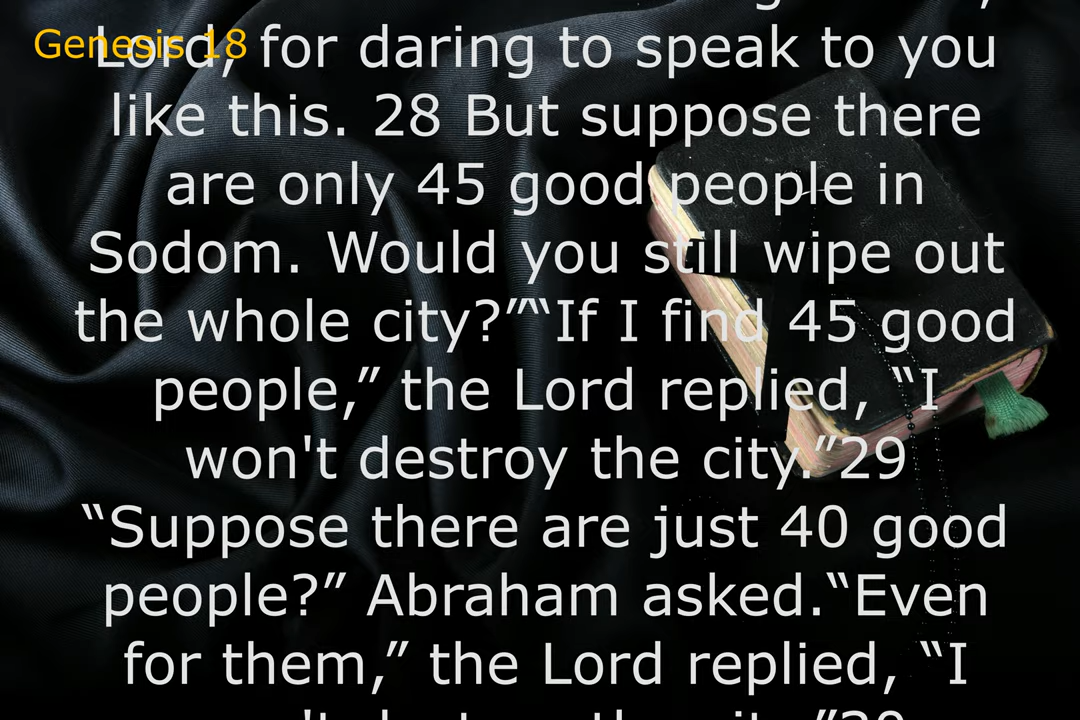 Genesis 18
Lord, for daring to speak to you
like this. 28 But suppose there
are only 45 good people in
Sodom. Would you still wipe out
the whole city?”“If I find 45 good
people,” the Lord replied, “I
won't destroy the city.”29
“Suppose there are just 40 good
people?” Abraham asked.“Even
for them,” the Lord replied, “I